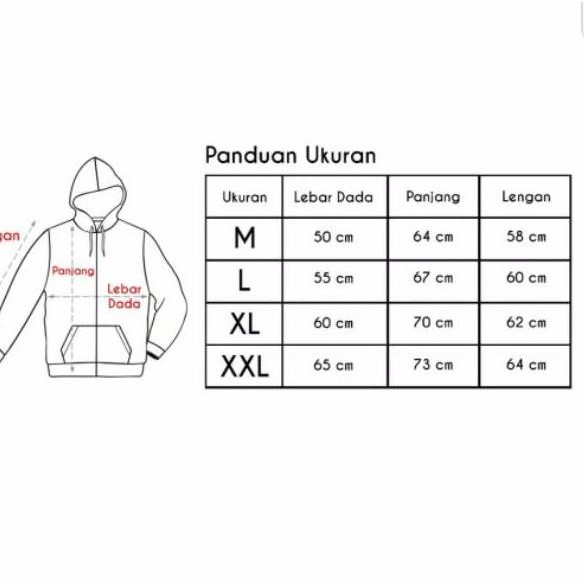 Panduan Ukuran
Ukuran Lebar Dada Panjang Lengan
M 50 cm 64 cm 58 cm
L 55 cm 67 cm 60 cm
XL 60 cm 70 cm 62 cm
XXL 65 cm 73 cm 64 cm
Panjang
Lebar
Dada